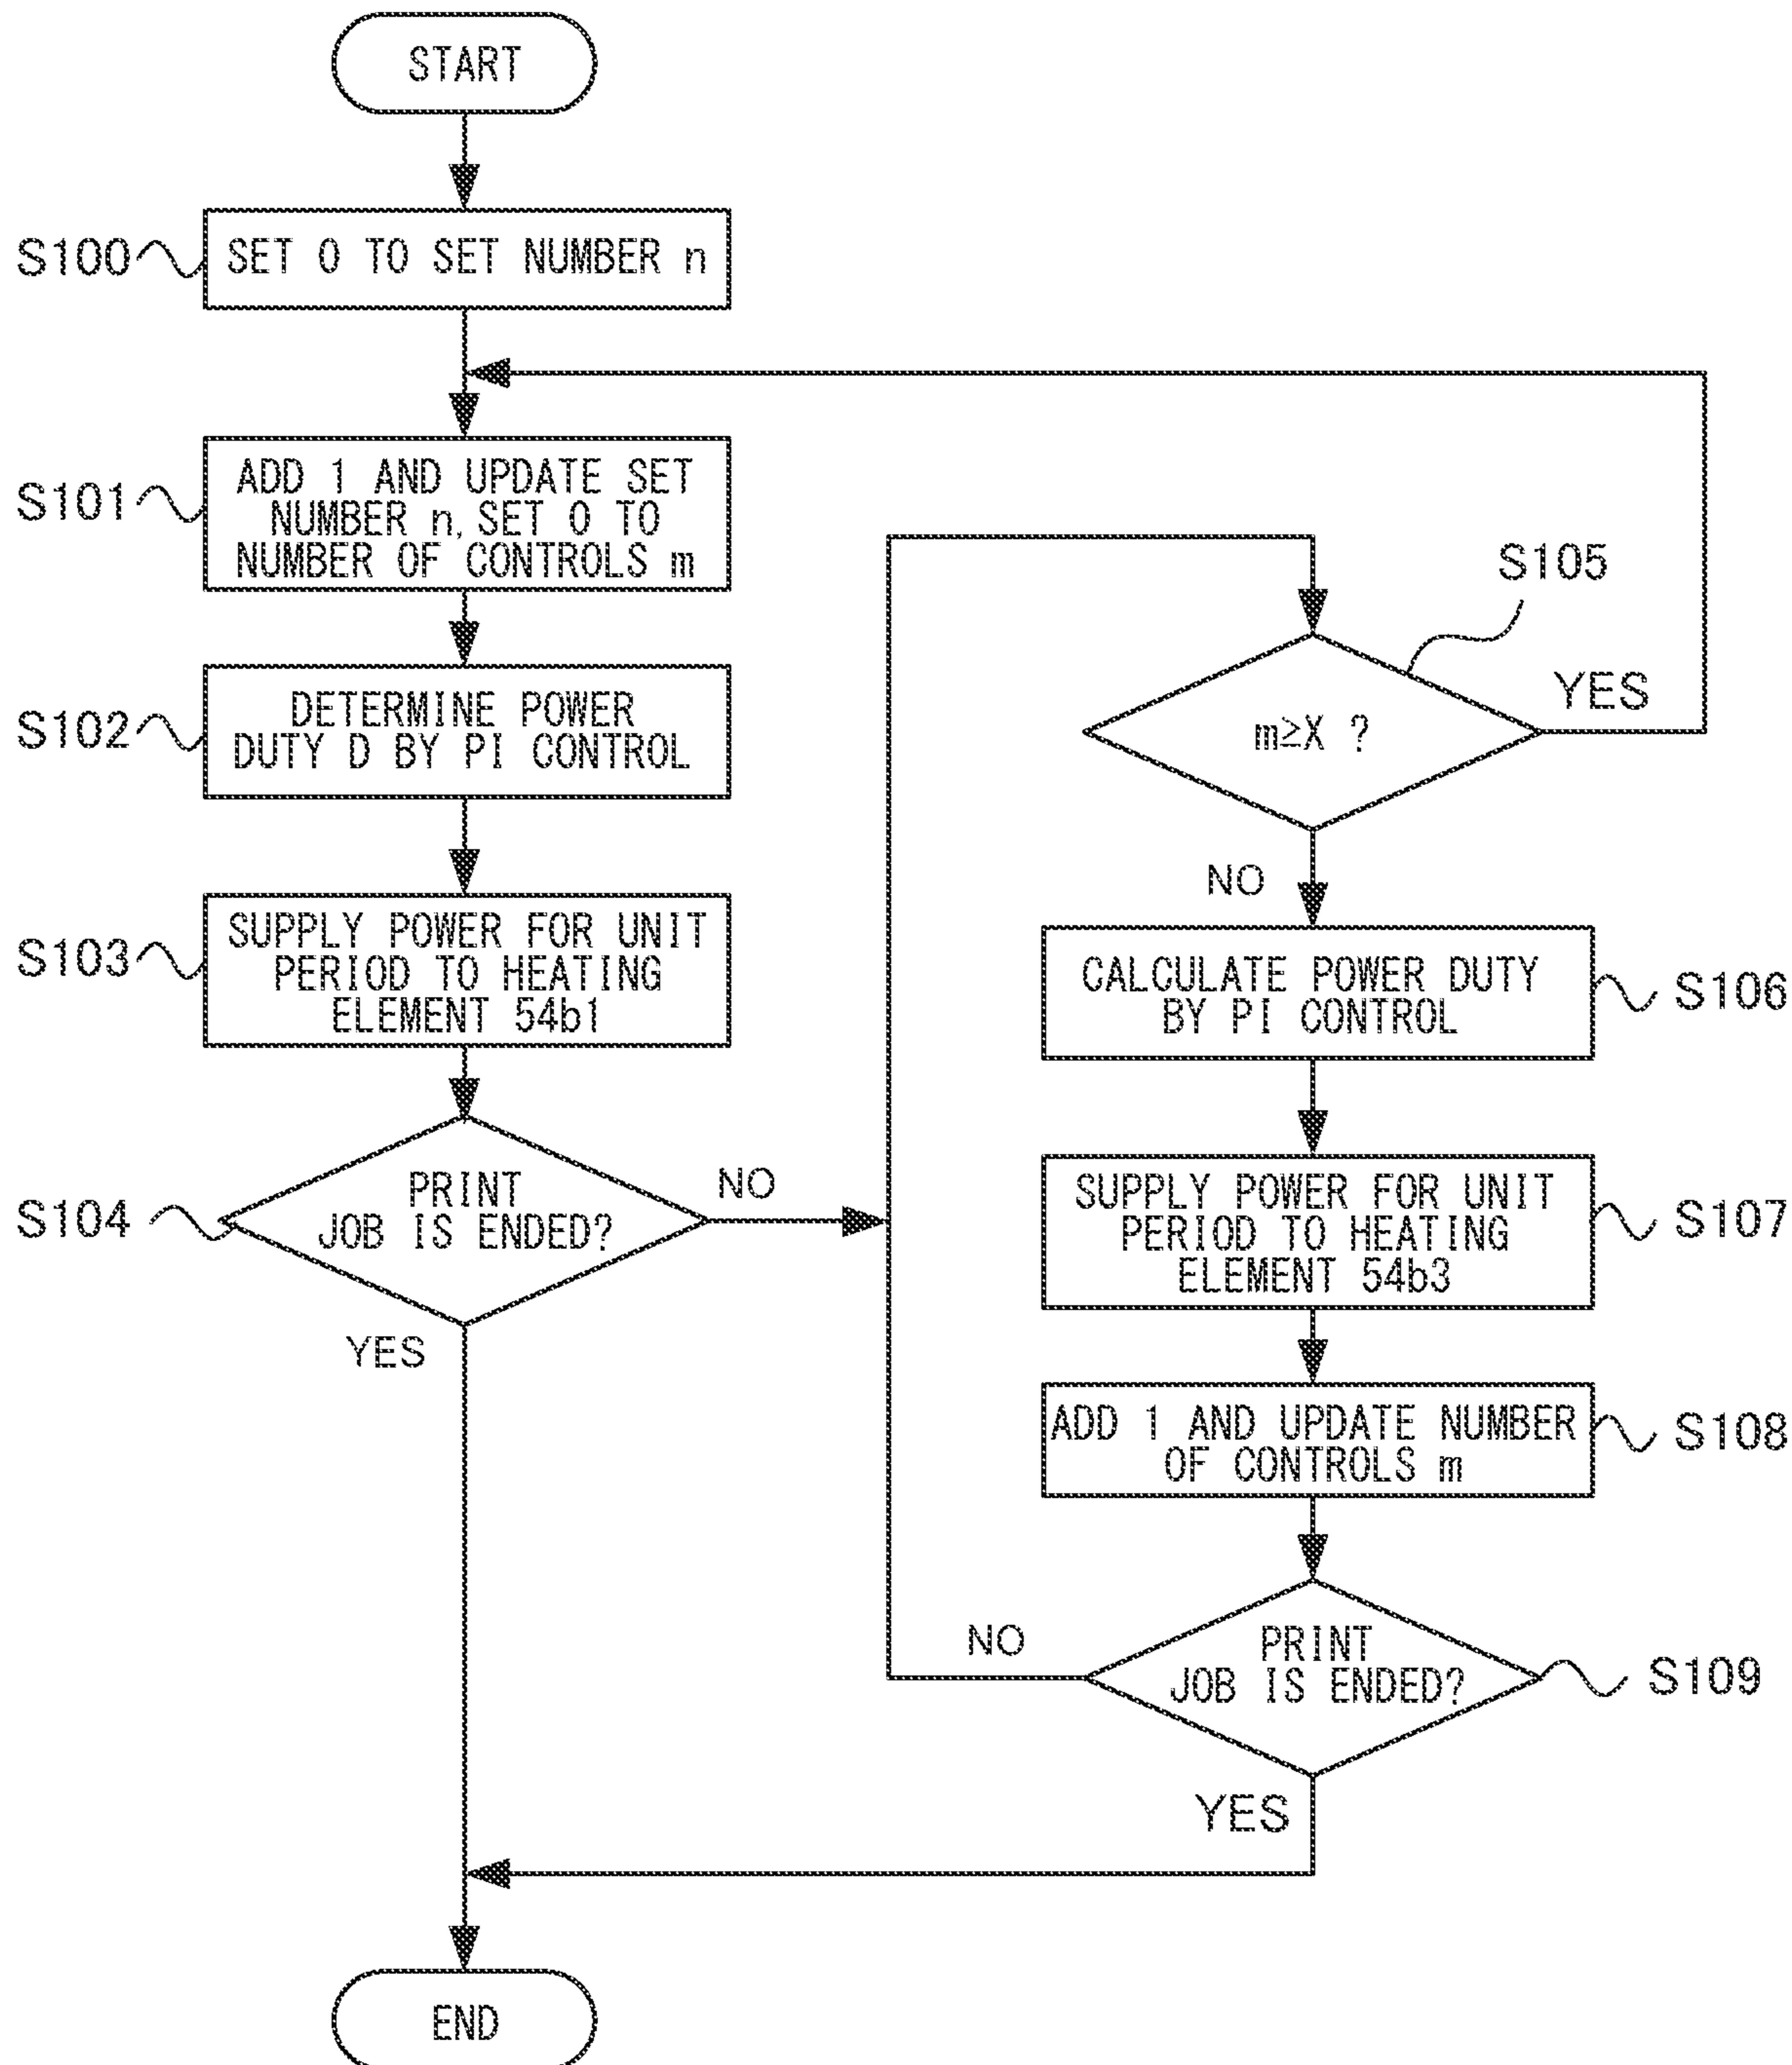 START
S100
SET 0 TO SET NUMBER n
S101
ADD 1 AND UPDATE SET
NUMBER n, SET 0 TO
NUMBER OF CONTROLS m
S102
DETERMINE POWER
DUTY D BY PI CONTROL
S103
SUPPLY POWER FOR UNIT
PERIOD TO HEATING
ELEMENT 54b1
S104
PRINT
JOB IS ENDED?
NO
YES
S105
m≥X ?
YES
NO
CALCULATE POWER DUTY
BY PI CONTROL
S106
SUPPLY POWER FOR UNIT
PERIOD TO HEATING
ELEMENT 54b3
S107
ADD 1 AND UPDATE NUMBER
OF CONTROLS m
S108
PRINT
JOB IS ENDED?
S109
NO
YES
END